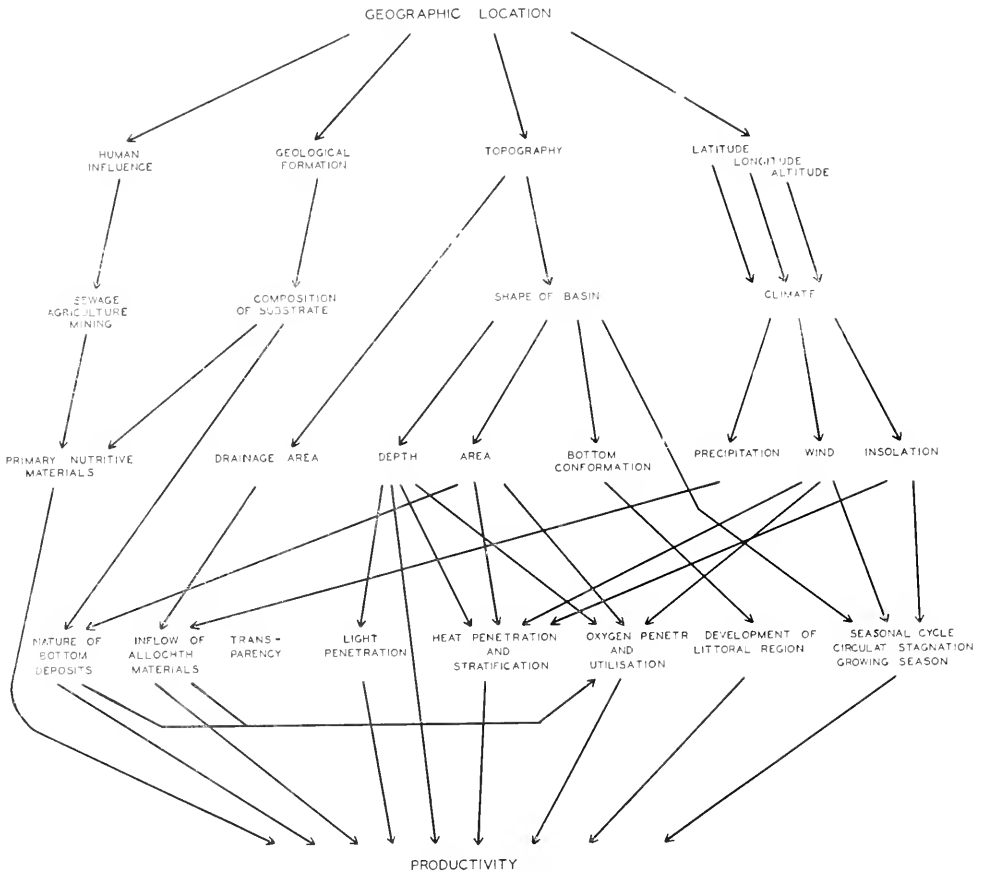 GEOGRAPHIC LOCATION
HUMAN
INFLUENCE
GEOLOGICAL
FORMATION
TOPOGRAPHY
LATITUDE
LONGITUDE
ALTITUDE
SEWAGE
AGRICULTURE
MINING
COMPOSITION
OF SUBSTRATE
SHAPE OF BASIN
CLIMATE
PRIMARY NUTRITIVE
MATERIALS
DRAINAGE AREA
DEPTH
AREA
BOTTOM
CONFORMATION
PRECIPITATION
WIND
INSOLATION
NATURE OF
BOTTOM
DEPOSITS
INFLOW OF
ALLOCHTH
MATERIALS
TRANS-
PARENCY
LIGHT
PENETRATION
HEAT PENETRATION
AND
STRATIFICATION
OXYGEN PENETR
AND
UTILISATION
DEVELOPMENT OF
LITTORAL REGION
SEASONAL CYCLE
CIRCULAT STAGNATION
GROWING SEASON
PRODUCTIVITY